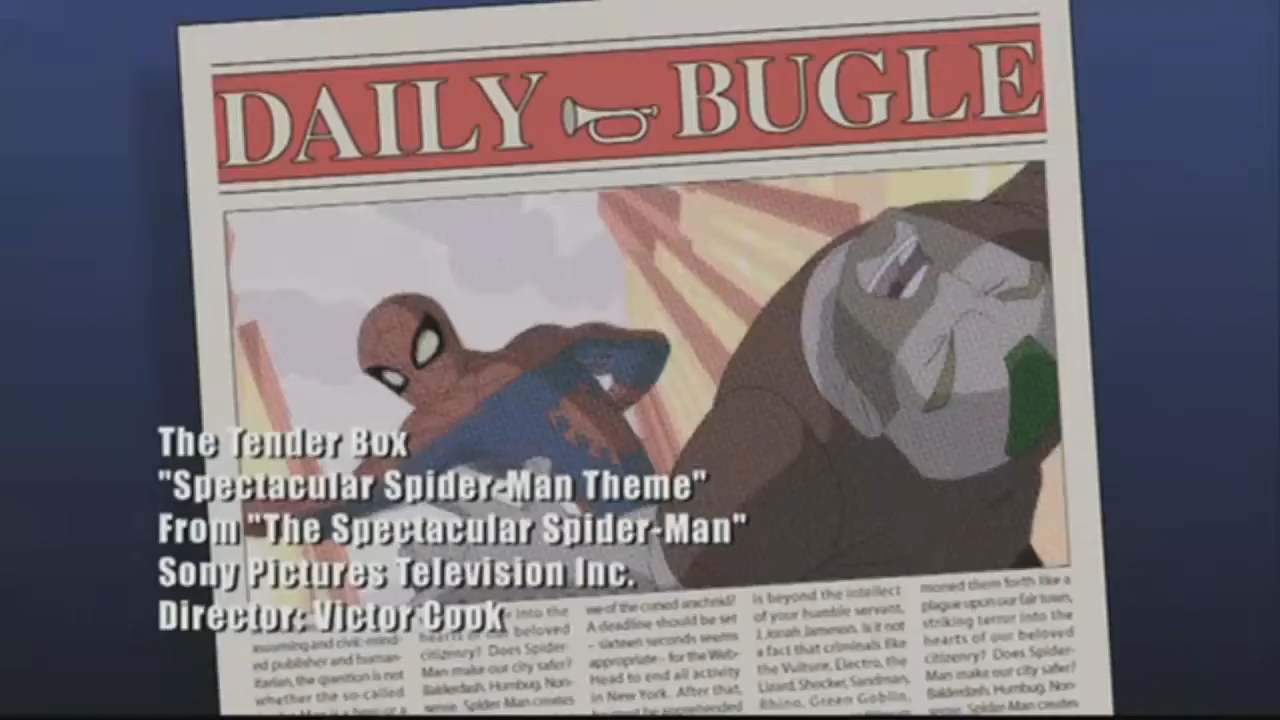 DAILY BUGLE
The Tender Box
"Spectacular Spider-Man Theme"
From "The Spectacular Spider-Man"
Sony Pictures Television Inc.
Director: Victor Cook
assuming and civic-mind-
ed publisher and human-
itarian, the question is not
whether the so-called
into the
hearts of our beloved
citizenry? Does Spider-
Man make our city safer?
Balderdash. Humbug. Non-
sense. Spider-Man creates
we of the cursed arachnid?
A deadline should be set
– sixteen seconds seems
appropriate – for the Web-
Head to end all activity
in New York. After that,
he must be apprehended
is beyond the intellect
of your humble servant,
J. Jonah Jameson. Is it not
a fact that criminals like
the Vulture, Electro, the
Lizard, Shocker, Sandman,
Rhino, Green Goblin,
moned them forth like a
plague upon our fair town,
striking terror into the
hearts of our beloved
citizenry? Does Spider-
Man make our city safer?
Balderdash. Humbug. Non-
sense. Spider-Man creates